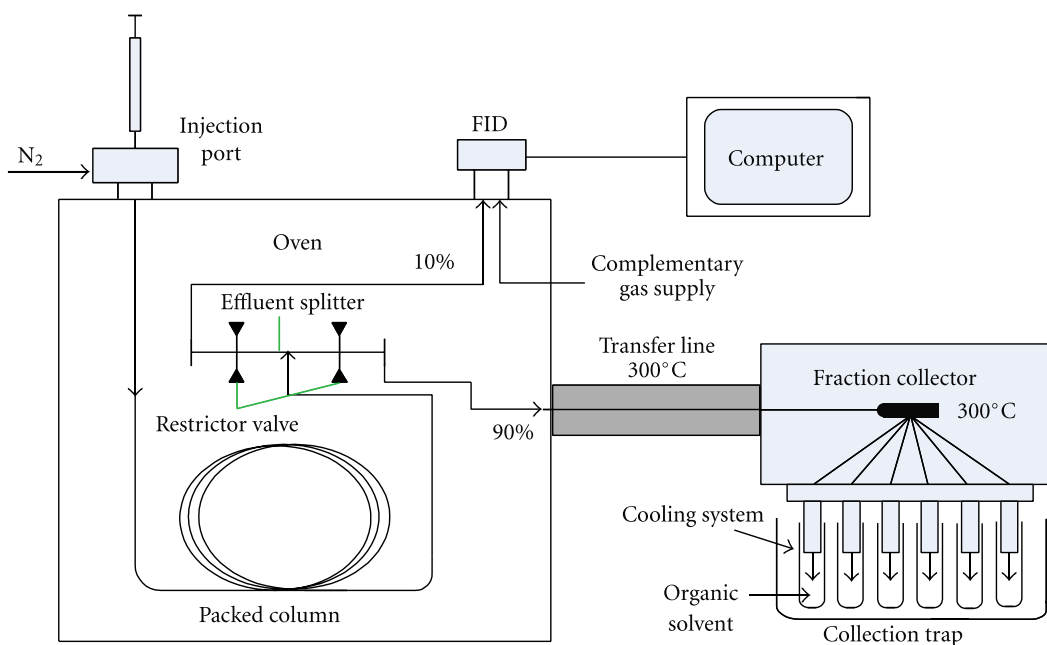 Injection
port
N2
FID
Computer
Oven
10%
Complementary
gas supply
Effluent splitter
Transfer line
300°C
Fraction collector
300°C
Restrictor valve
90%
Cooling system
Packed column
Organic
solvent
Collection trap